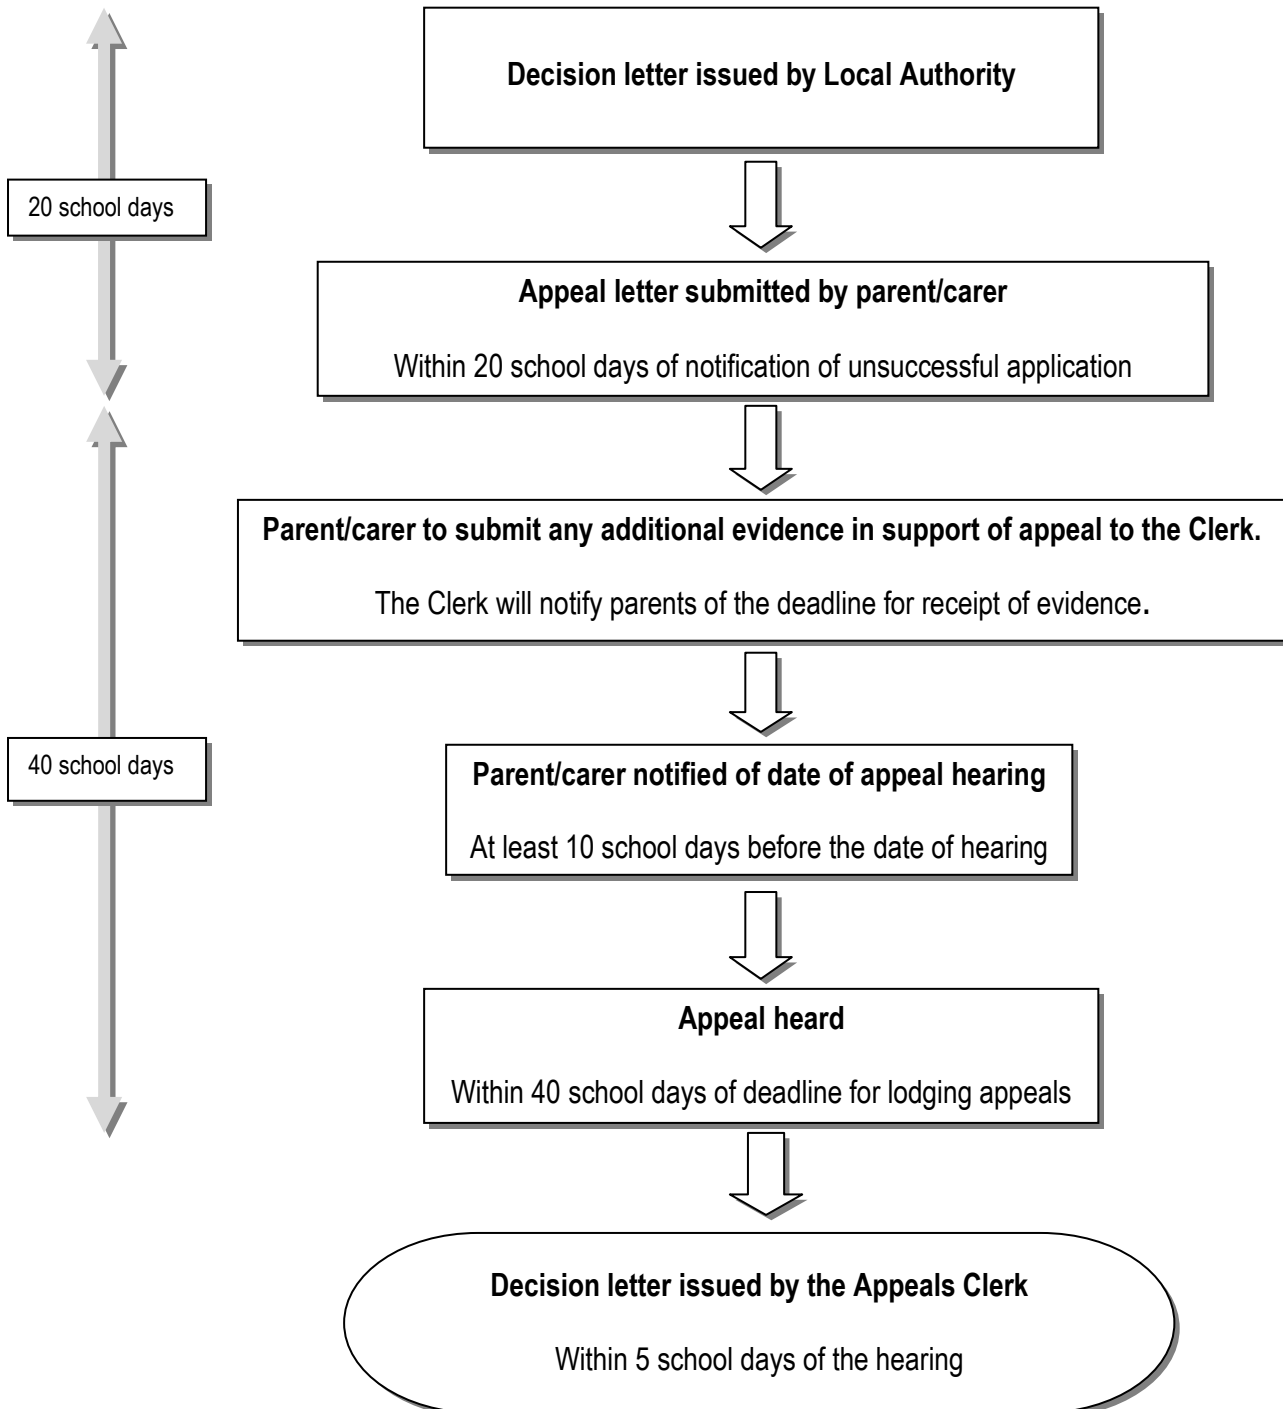 Decision letter issued by Local Authority
20 school days
Appeal letter submitted by parent/carer
Within 20 school days of notification of unsuccessful application
Parent/carer to submit any additional evidence in support of appeal to the Clerk.
The Clerk will notify parents of the deadline for receipt of evidence.
40 school days
Parent/carer notified of date of appeal hearing
At least 10 school days before the date of hearing
Appeal heard
Within 40 school days of deadline for lodging appeals
Decision letter issued by the Appeals Clerk
Within 5 school days of the hearing